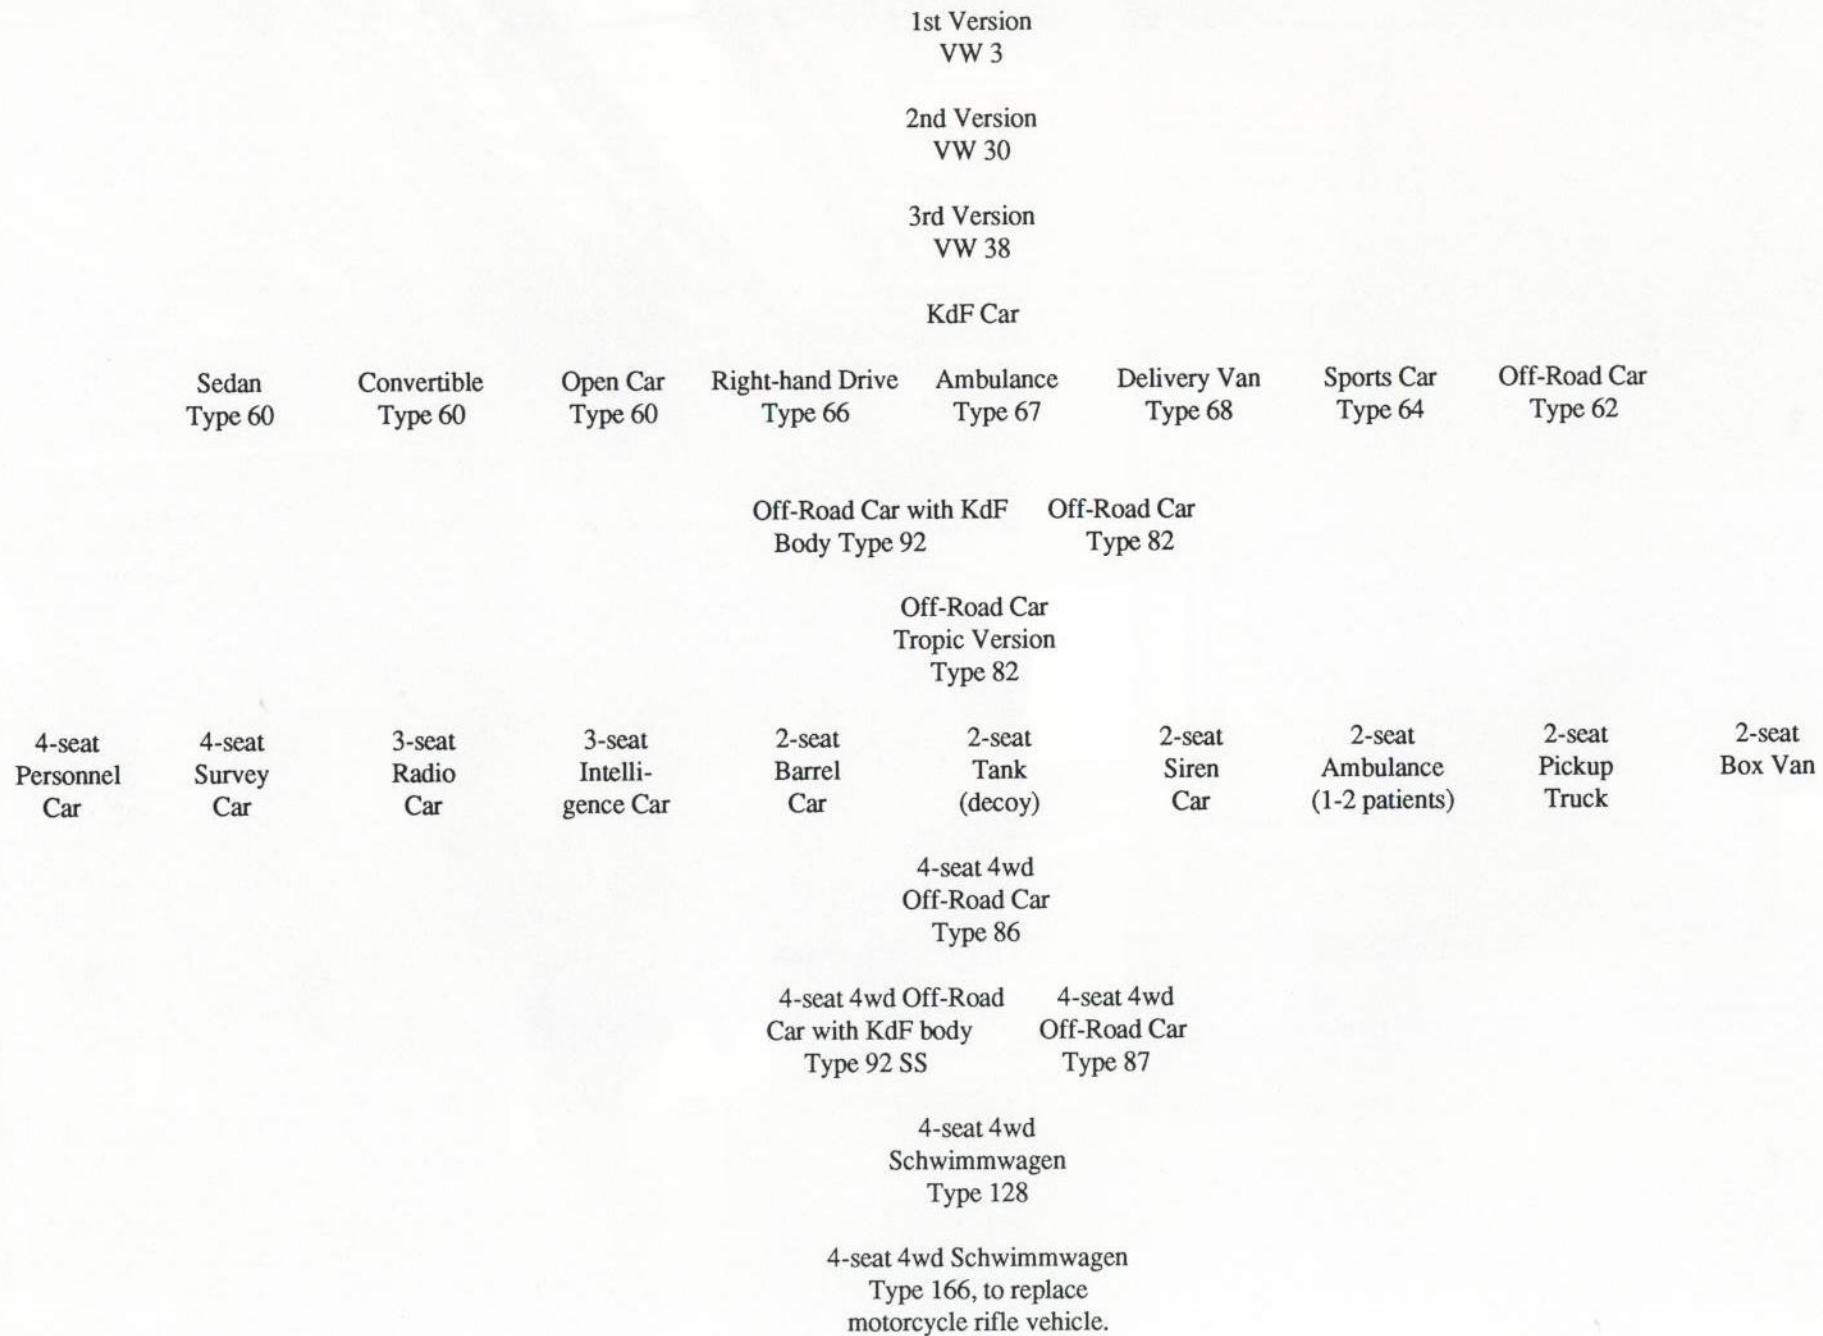 1st Version
VW 3
2nd Version
VW 30
3rd Version
VW 38
KdF Car
Sedan
Type 60
Convertible
Type 60
Open Car
Type 60
Right-hand Drive
Type 66
Ambulance
Type 67
Delivery Van
Type 68
Sports Car
Type 64
Off-Road Car
Type 62
Off-Road Car with KdF
Body Type 92
Off-Road Car
Type 82
Off-Road Car
Tropic Version
Type 82
4-seat
Personnel
Car
4-seat
Survey
Car
3-seat
Radio
Car
3-seat
Intelli-
gence Car
2-seat
Barrel
Car
2-seat
Tank
(decoy)
2-seat
Siren
Car
2-seat
Ambulance
(1-2 patients)
2-seat
Pickup
Truck
2-seat
Box Van
4-seat 4wd
Off-Road Car
Type 86
4-seat 4wd Off-Road
Car with KdF body
Type 92 SS
4-seat 4wd
Off-Road Car
Type 87
4-seat 4wd
Schwimmwagen
Type 128
4-seat 4wd Schwimmwagen
Type 166, to replace
motorcycle rifle vehicle.